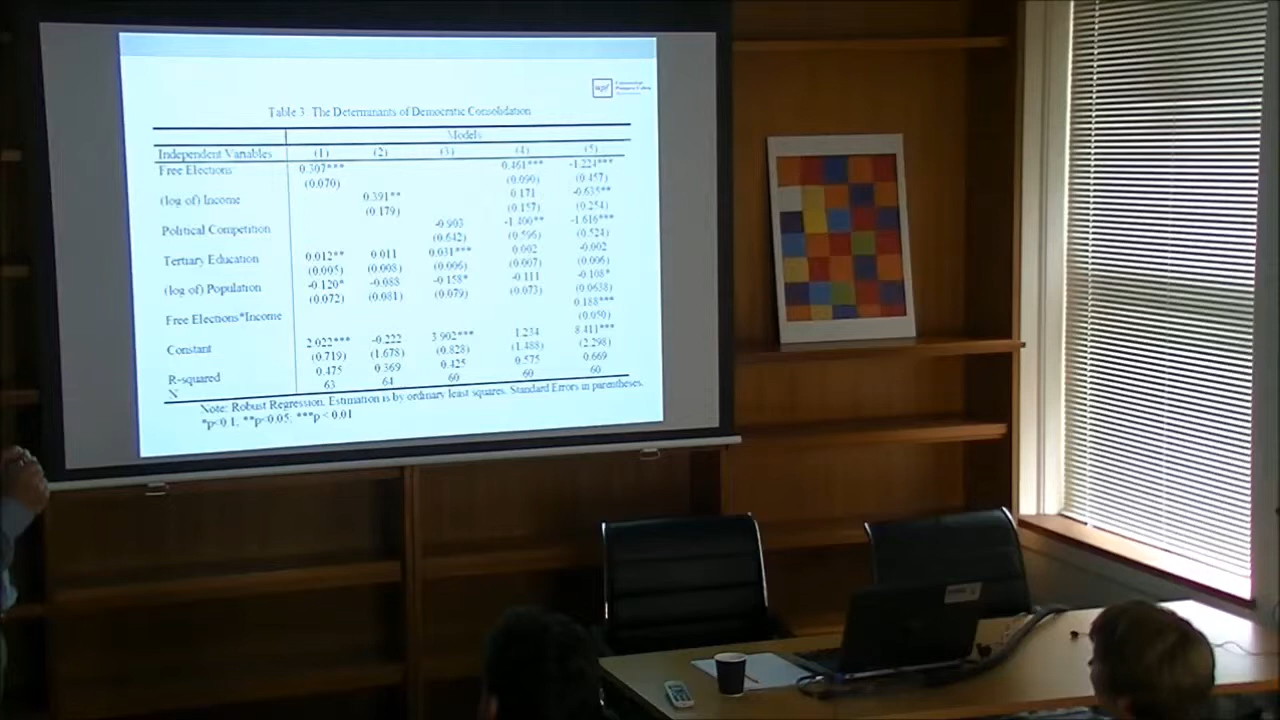 upf
Table 3 The Determinants of Democratic Consolidation
Models
Independent Variables (1) (2) (3) (4) (5)
Free Elections 0.307*** 0.461*** -1.221***
(0.070) (0.090) (0.457)
(log of) Income 0.391** 0.171 -0.635**
(0.179) (0.157) (0.254)
Political Competition -0.903 -1.400** -1.616***
(0.642) (0.596) (0.524)
Tertiary Education 0.012** 0.011 0.031*** 0.002 -0.002
(0.005) (0.008) (0.006) (0.007) (0.006)
(log of) Population -0.120* -0.088 -0.158* -0.111 -0.108*
(0.072) (0.081) (0.079) (0.073) (0.0638)
Free Elections*Income 0.188***
(0.050)
Constant 2.022*** -0.222 3.902*** 1.234 8.411***
(0.719) (1.678) (0.828) (1.488) (2.298)
R-squared 0.475 0.369 0.425 0.575 0.669
N 63 64 60 60 60
Note: Robust Regression. Estimation is by ordinary least squares. Standard Errors in parentheses.
*p<0.1, **p<0.05, ***p<0.01